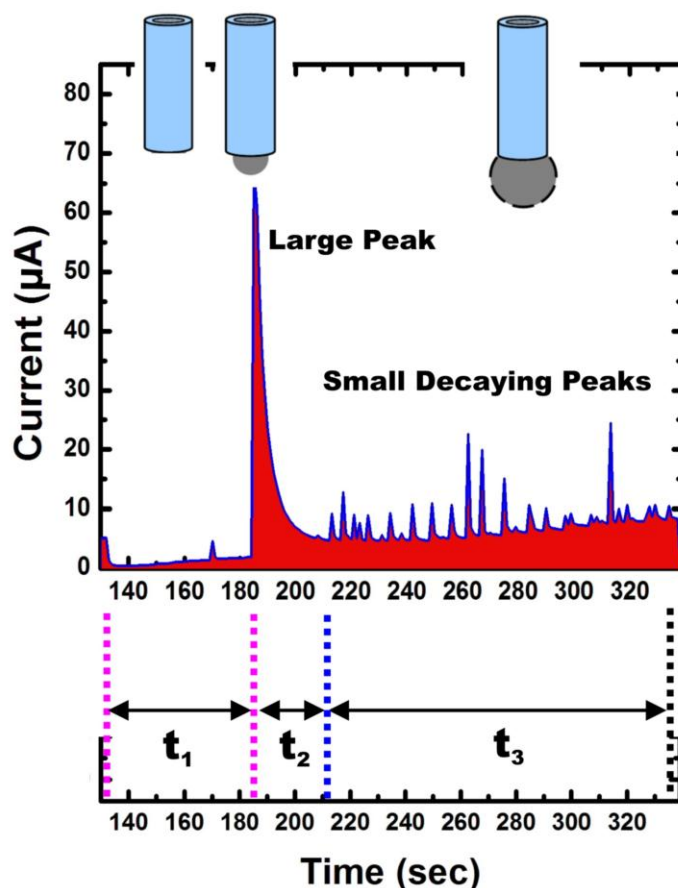 80
70
60
50
40
30
20
10
0
Current (µA)
Large Peak
Small Decaying Peaks
140 160 180 200 220 240 260 280 300 320
t₁ t₂ t₃
140 160 180 200 220 240 260 280 300 320
Time (sec)